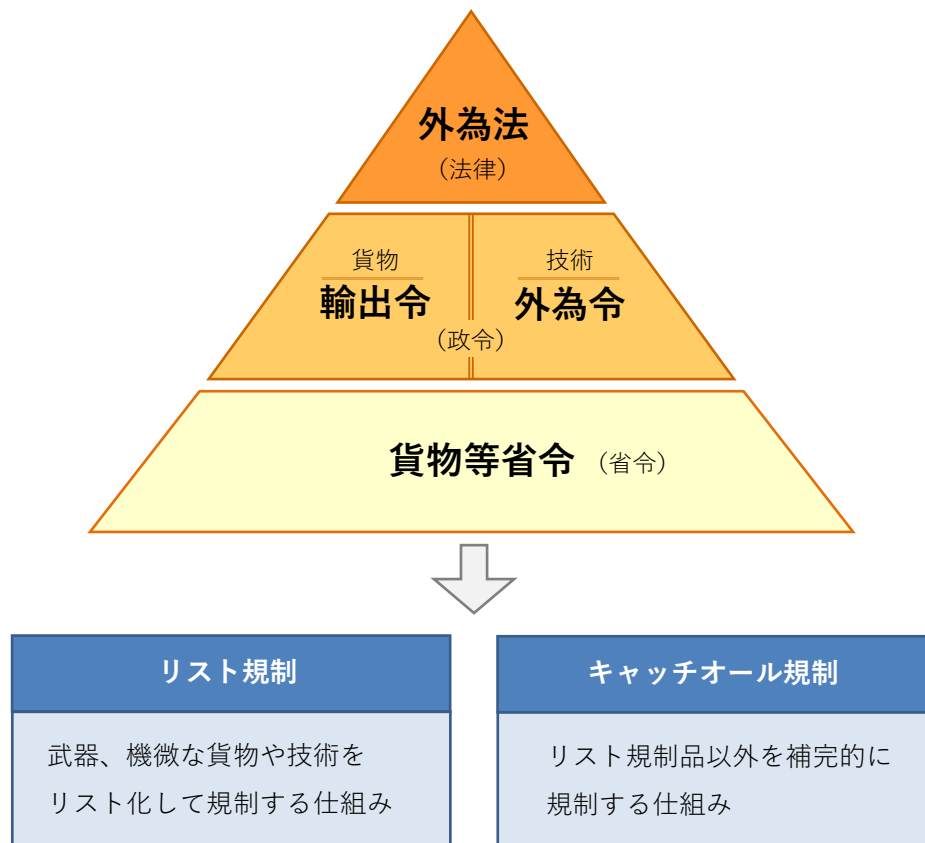 外為法
（法律）
貨物
輸出令
技術
外為令
（政令）
貨物等省令 （省令）
リスト規制
武器、機微な貨物や技術を
リスト化して規制する仕組み
キャッチオール規制
リスト規制品以外を補完的に
規制する仕組み